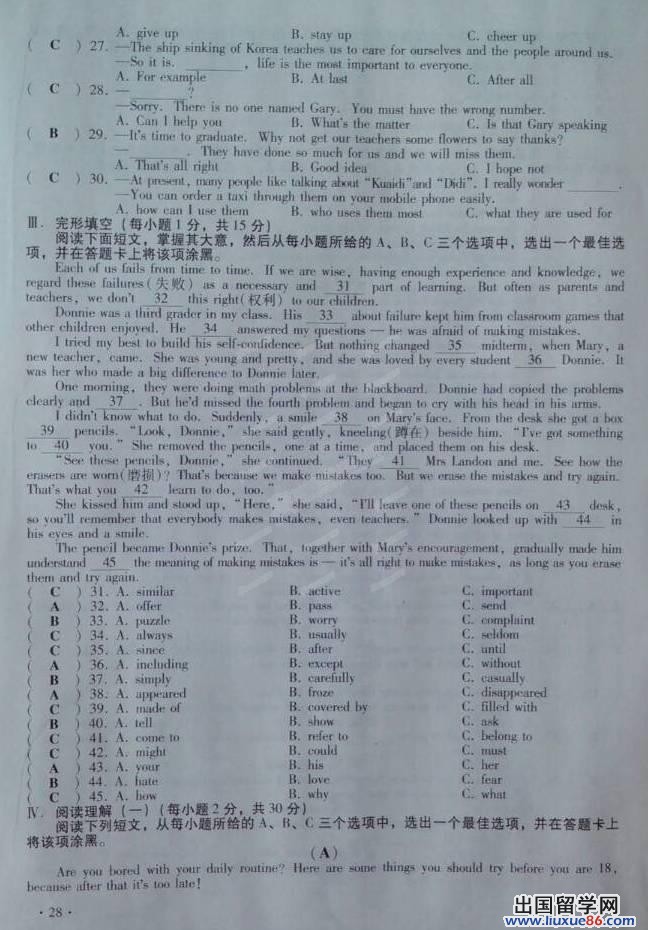 A. give up B. stay up C. cheer up
( C ) 27. —The ship sinking of Korea teaches us to care for ourselves and the people around us.
—So it is. ________, life is the most important to everyone.
A. For example B. At last C. After all
( C ) 28. —________?
—Sorry. There is no one named Gary. You must have the wrong number.
A. Can I help you B. What's the matter C. Is that Gary speaking
( B ) 29. —It's time to graduate. Why not get our teachers some flowers to say thanks?
—________. They have done so much for us and we will miss them.
A. That's all right B. Good idea C. I hope not
( C ) 30. —At present, many people like talking about "Kuaidi" and "Didi". I really wonder ________.
—You can order a taxi through them on your mobile phone easily.
A. how can I use them B. who uses them most C. what they are used for
Ⅲ. 完形填空 (每小题1分，共15分)
阅读下面短文，掌握其大意，然后从每小题所给的 A、B、C 三个选项中，选出一个最佳选
项，并在答题卡上将该项涂黑。
Each of us fails from time to time. If we are wise, having enough experience and knowledge, we
regard these failures(失败) as a necessary and 31 part of learning. But often as parents and
teachers, we don't 32 this right(权利) to our children.
Donnie was a third grader in my class. His 33 about failure kept him from classroom games that
other children enjoyed. He 34 answered my questions — he was afraid of making mistakes.
I tried my best to build his self-confidence. But nothing changed 35 midterm, when Mary, a
new teacher, came. She was young and pretty, and she was loved by every student 36 Donnie. It
was her who made a big difference to Donnie later.
One morning, they were doing math problems at the blackboard. Donnie had copied the problems
clearly and 37. But he'd missed the fourth problem and began to cry with his head in his arms.
I didn't know what to do. Suddenly, a smile 38 on Mary's face. From the desk she got a box
39 pencils. "Look, Donnie," she said gently, kneeling(蹲在) beside him. "I've got something
to 40 you." She removed the pencils, one at a time, and placed them on his desk.
"See these pencils, Donnie," she continued. "They 41 Mrs Landon and me. See how the
erasers are worn(磨损)? That's because we make mistakes too. But we erase the mistakes and try again.
That's what you 42 learn to do, too."
She kissed him and stood up, "Here," she said, "I'll leave one of these pencils on 43 desk,
so you'll remember that everybody makes mistakes, even teachers." Donnie looked up with 44 in
his eyes and a smile.
The pencil became Donnie's prize. That, together with Mary's encouragement, gradually made him
understand 45 the meaning of making mistakes is — it's all right to make mistakes, as long as you erase
them and try again.
( C ) 31. A. similar B. active C. important
( A ) 32. A. offer B. pass C. send
( B ) 33. A. puzzle B. worry C. complaint
( C ) 34. A. always B. usually C. seldom
( C ) 35. A. since B. after C. until
( A ) 36. A. including B. except C. without
( B ) 37. A. simply B. carefully C. casually
( A ) 38. A. appeared B. froze C. disappeared
( C ) 39. A. made of B. covered by C. filled with
( B ) 40. A. tell B. show C. ask
( C ) 41. A. come to B. refer to C. belong to
( C ) 42. A. might B. could C. must
( A ) 43. A. your B. his C. her
( B ) 44. A. hate B. love C. fear
( C ) 45. A. how B. why C. what
Ⅳ. 阅读理解 (一) (每小题2分，共30分)
阅读下列短文，从每小题所给的 A、B、C 三个选项中，选出一个最佳选项，并在答题卡上
将该项涂黑。
(A)
Are you bored with your daily routine? Here are some things you should try before you are 18,
because after that it's too late!
· 28 ·
出国留学网
www.liuxue86.com